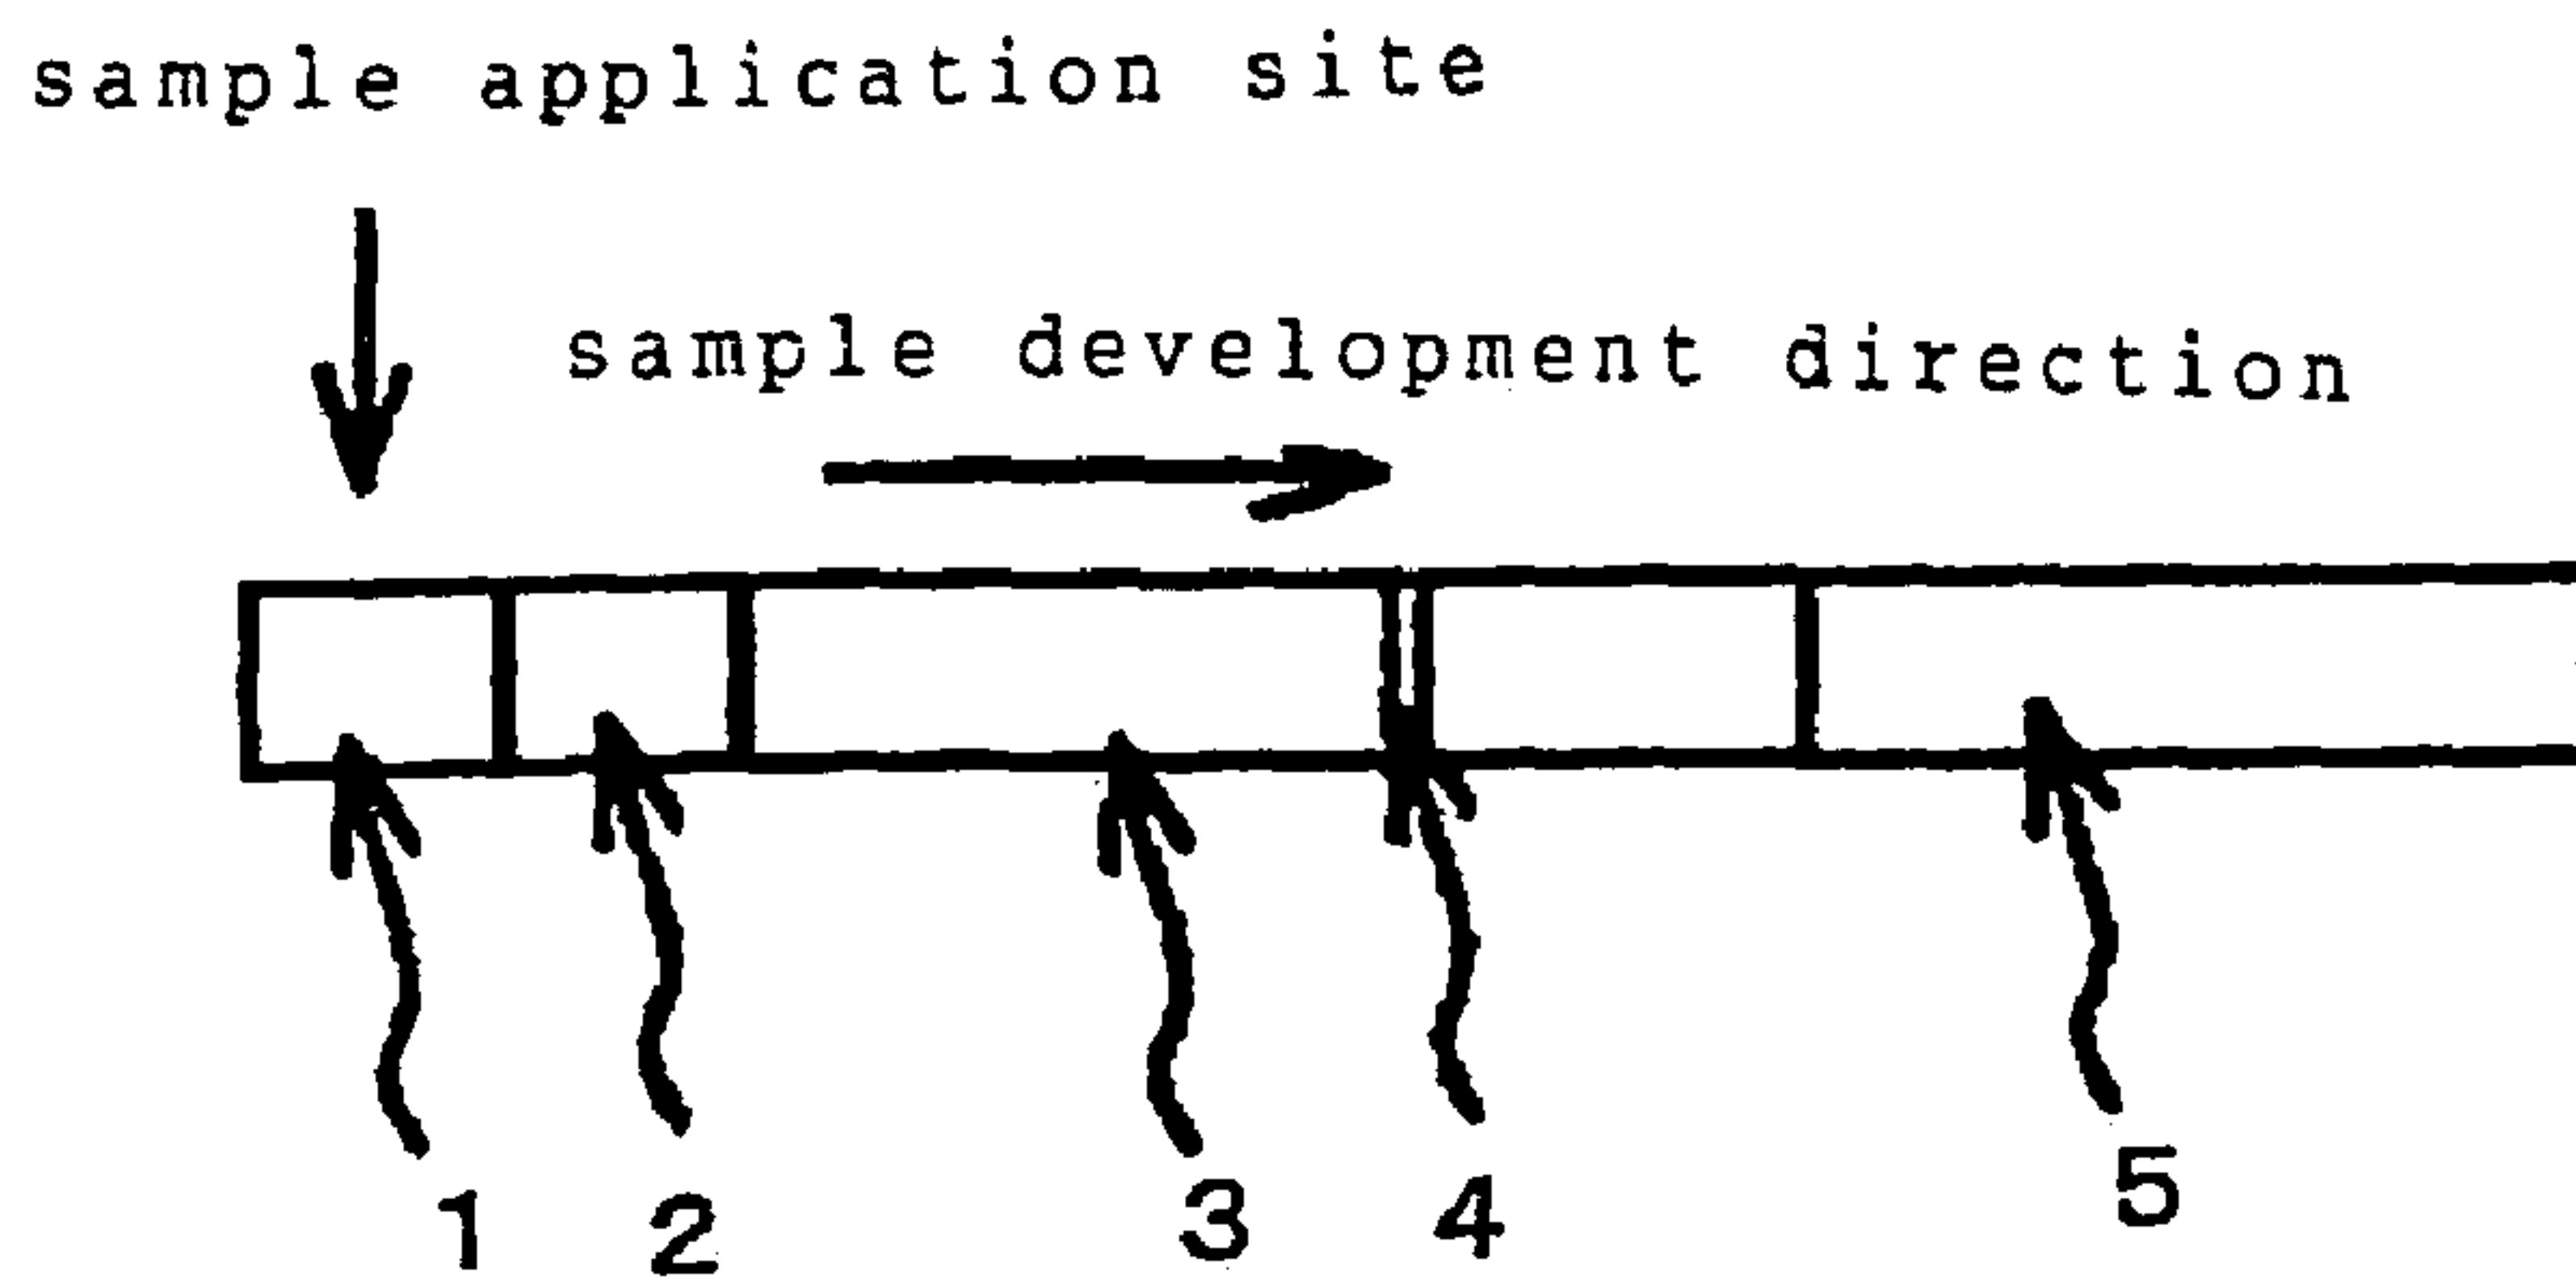 sample application site
sample development direction
1 2 3 4 5